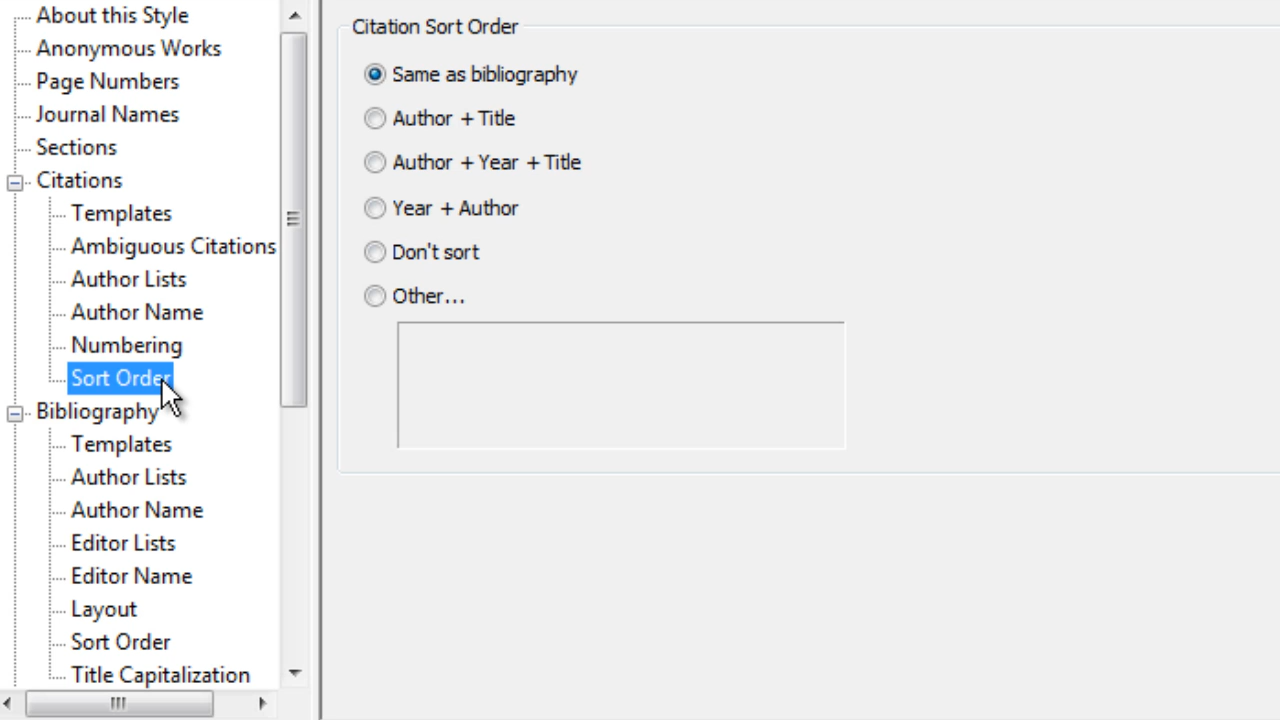 About this Style
Anonymous Works
Page Numbers
Journal Names
Sections
Citations
Templates
Ambiguous Citations
Author Lists
Author Name
Numbering
Sort Order
Bibliography
Templates
Author Lists
Author Name
Editor Lists
Editor Name
Layout
Sort Order
Title Capitalization
Citation Sort Order
Same as bibliography
Author + Title
Author + Year + Title
Year + Author
Don't sort
Other...